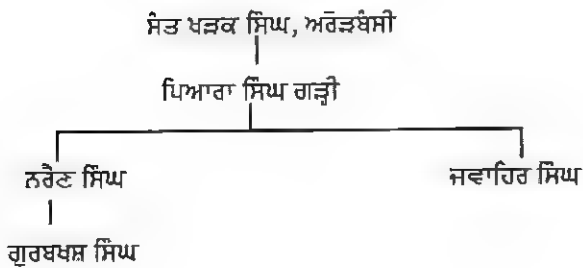 ਸੰਤ ਖੜਕ ਸਿੰਘ, ਅਰੋੜਬੰਸੀ
ਪਿਆਰਾ ਸਿੰਘ ਗੜ੍ਹੀ
ਨਰੈਣ ਸਿੰਘ ਜਵਾਹਿਰ ਸਿੰਘ
ਗੁਰਬਖਸ਼ ਸਿੰਘ